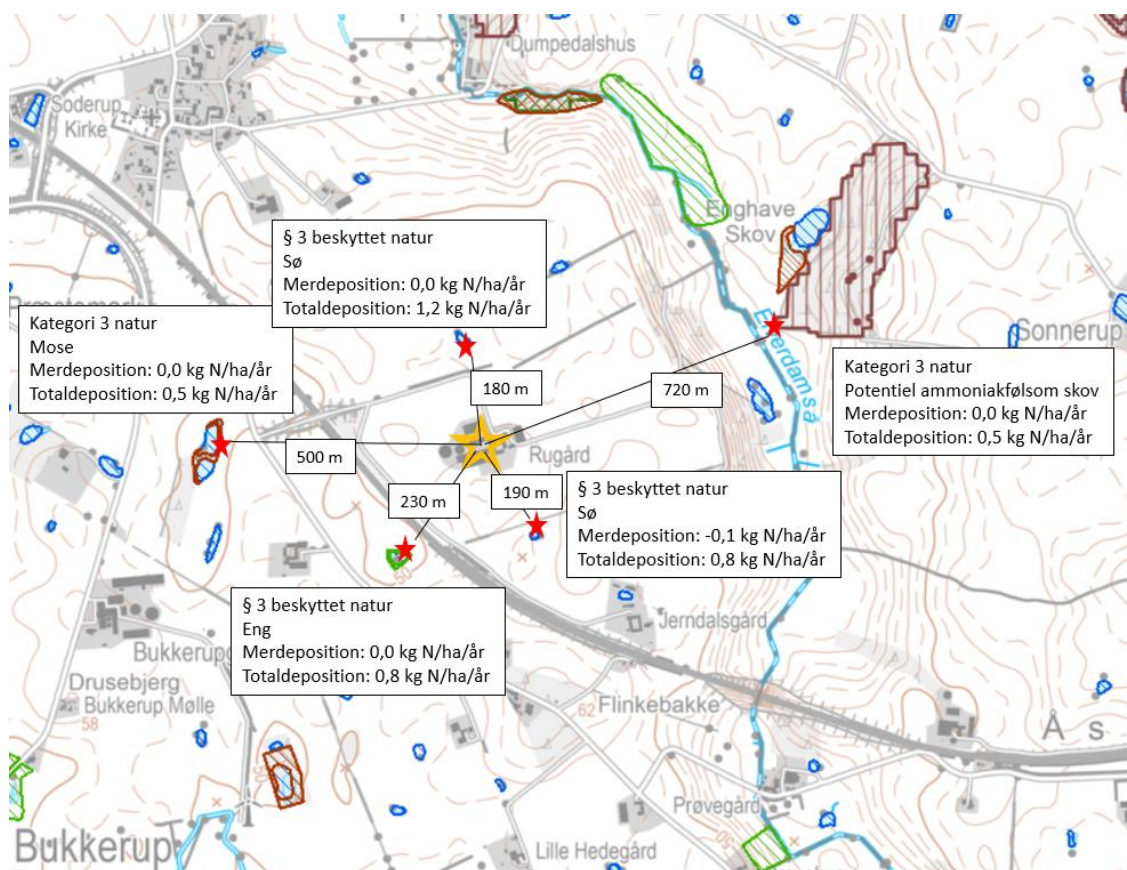 Dumpedalshus
Soderup
Kirke
Enghave
Skov
§ 3 beskyttet natur
Sø
Merdeposition: 0,0 kg N/ha/år
Totaldeposition: 1,2 kg N/ha/år
Kategori 3 natur
Mose
Merdeposition: 0,0 kg N/ha/år
Totaldeposition: 0,5 kg N/ha/år
Sonnerup
Kategori 3 natur
Potentiel ammoniakfølsom skov
Merdeposition: 0,0 kg N/ha/år
Totaldeposition: 0,5 kg N/ha/år
180 m
720 m
500 m
Rugård
230 m
190 m
§ 3 beskyttet natur
Sø
Merdeposition: -0,1 kg N/ha/år
Totaldeposition: 0,8 kg N/ha/år
50
§ 3 beskyttet natur
Eng
Merdeposition: 0,0 kg N/ha/år
Totaldeposition: 0,8 kg N/ha/år
Jerndalsgård
Drusebjerg
Bukkerup Mølle
58
62
Flinkebakke
Å s
Prøvegård
50
Bukkerup
Lille Hedegård